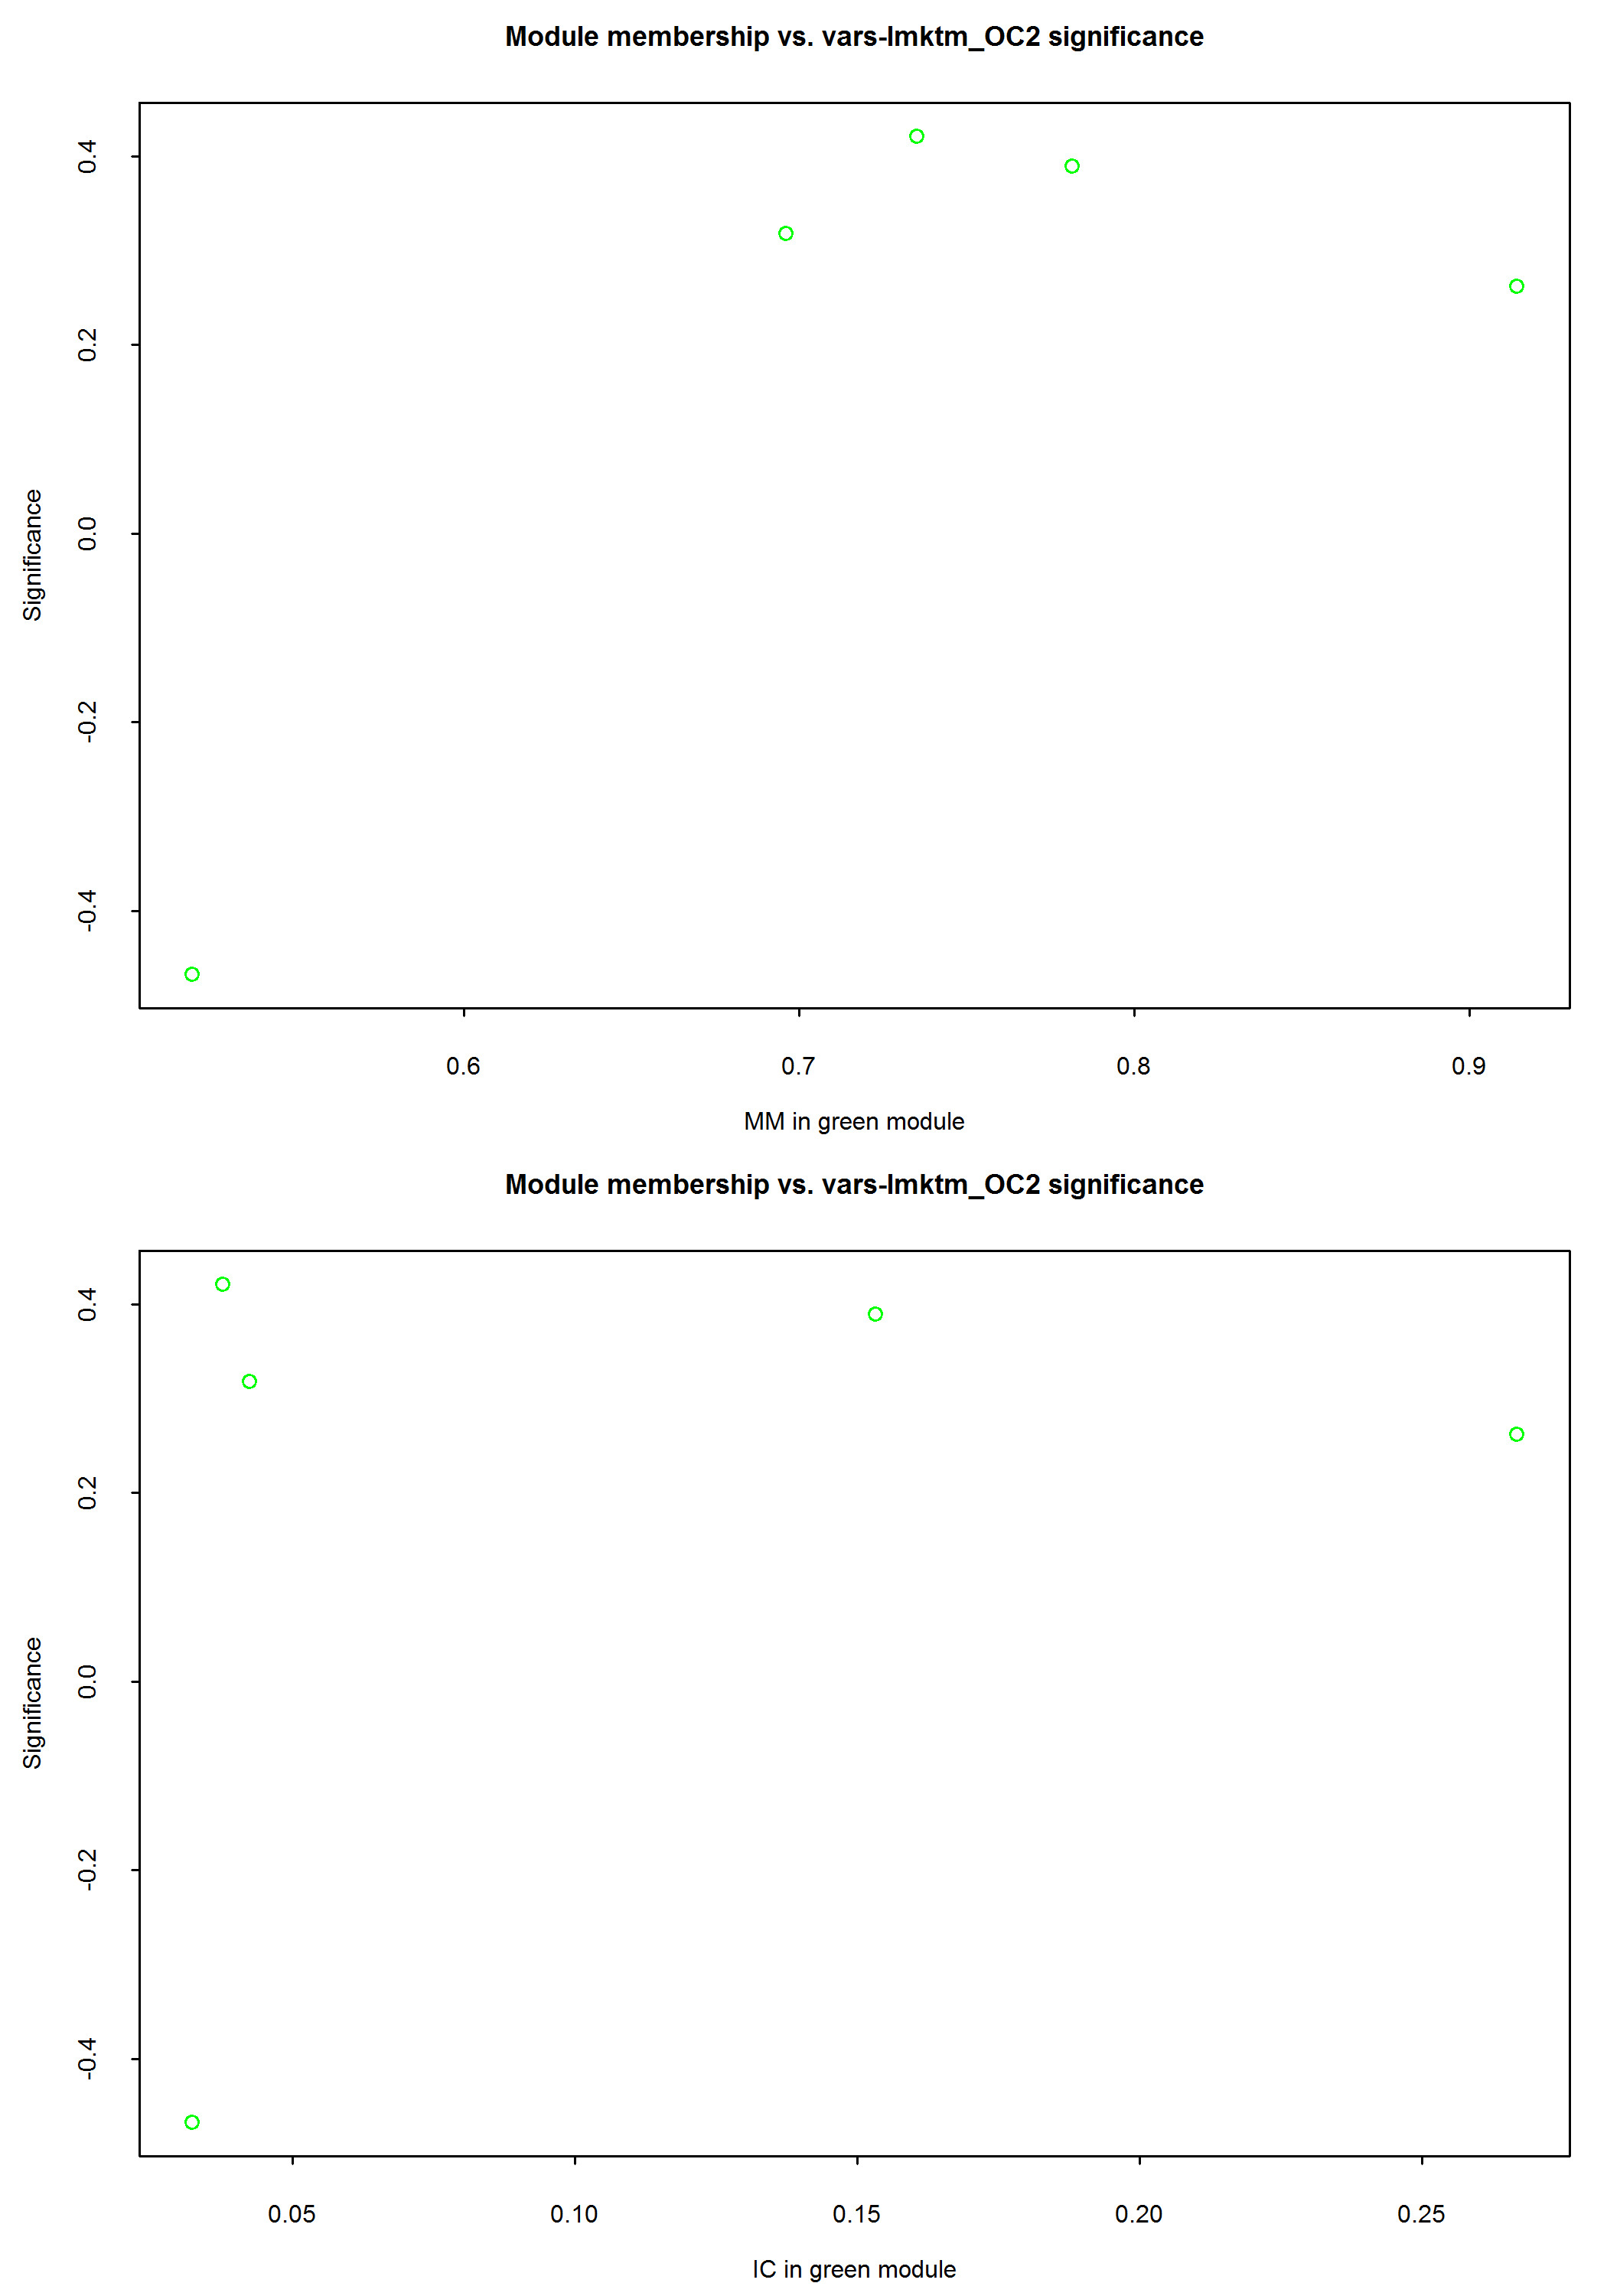 Module membership vs. vars-lmktm_OC2 significance
0.4
0.2
0.0
-0.2
-0.4
Significance
0.6 0.7 0.8 0.9
MM in green module
Module membership vs. vars-lmktm_OC2 significance
0.4
0.2
0.0
-0.2
-0.4
Significance
0.05 0.10 0.15 0.20 0.25
IC in green module